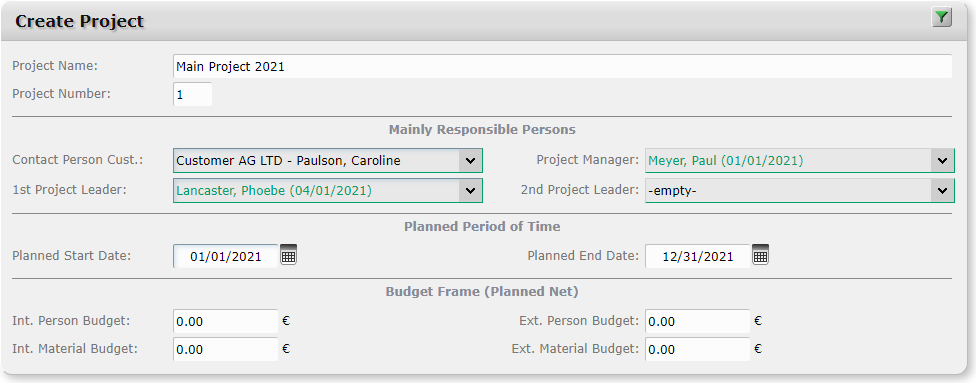 Create Project
Project Name: Main Project 2021
Project Number: 1
Mainly Responsible Persons
Contact Person Cust.: Customer AG LTD - Paulson, Caroline Project Manager: Meyer, Paul (01/01/2021)
1st Project Leader: Lancaster, Phoebe (04/01/2021) 2nd Project Leader: -empty-
Planned Period of Time
Planned Start Date: 01/01/2021 Planned End Date: 12/31/2021
Budget Frame (Planned Net)
Int. Person Budget: 0.00 € Ext. Person Budget: 0.00 €
Int. Material Budget: 0.00 € Ext. Material Budget: 0.00 €